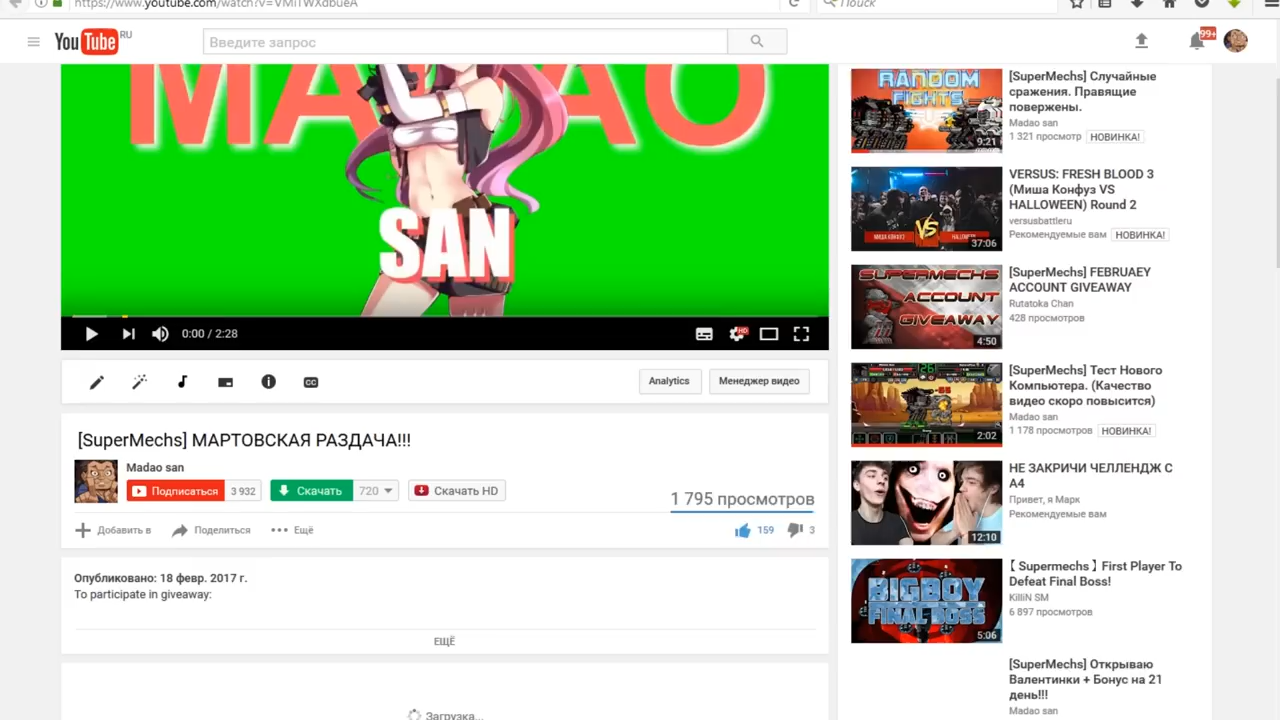 https://www.youtube.com/watch?v=VMiTWXdbueA
Поиск
YouTube RU
Введите запрос
99+
MADAO
SAN
0:00 / 2:28
HD
CC
Analytics
Менеджер видео
[SuperMechs] МАРТОВСКАЯ РАЗДАЧА!!!
Madao san
Подписаться
3 932
Скачать
720
Скачать HD
1 795 просмотров
Добавить в
Поделиться
Ещё
159
3
Опубликовано: 18 февр. 2017 г.
To participate in giveaway:
ЕЩЁ
Загрузка...
RANDOM
FIGHTS
9:21
[SuperMechs] Случайные
сражения. Правящие
повержены.
Madao san
1 321 просмотр
НОВИНКА!
МИША КОНФУЗ
VS
37:06
VERSUS: FRESH BLOOD 3
(Миша Конфуз VS
HALLOWEEN) Round 2
versusbattleru
Рекомендуемые вам
НОВИНКА!
SUPERMECHS
ACCOUNT
GIVEAWAY
4:50
[SuperMechs] FEBRUAEY
ACCOUNT GIVEAWAY
Rutatoka Chan
428 просмотров
2:02
[SuperMechs] Тест Нового
Компьютера. (Качество
видео скоро повысится)
Madao san
1 178 просмотров
НОВИНКА!
12:10
НЕ ЗАКРИЧИ ЧЕЛЛЕНДЖ С
А4
Привет, я Марк
Рекомендуемые вам
BIGBOY
FINAL BOSS
5:06
【 Supermechs 】 First Player To
Defeat Final Boss!
KilliN SM
6 897 просмотров
[SuperMechs] Открываю
Валентинки + Бонус на 21
день!!!
Madao san